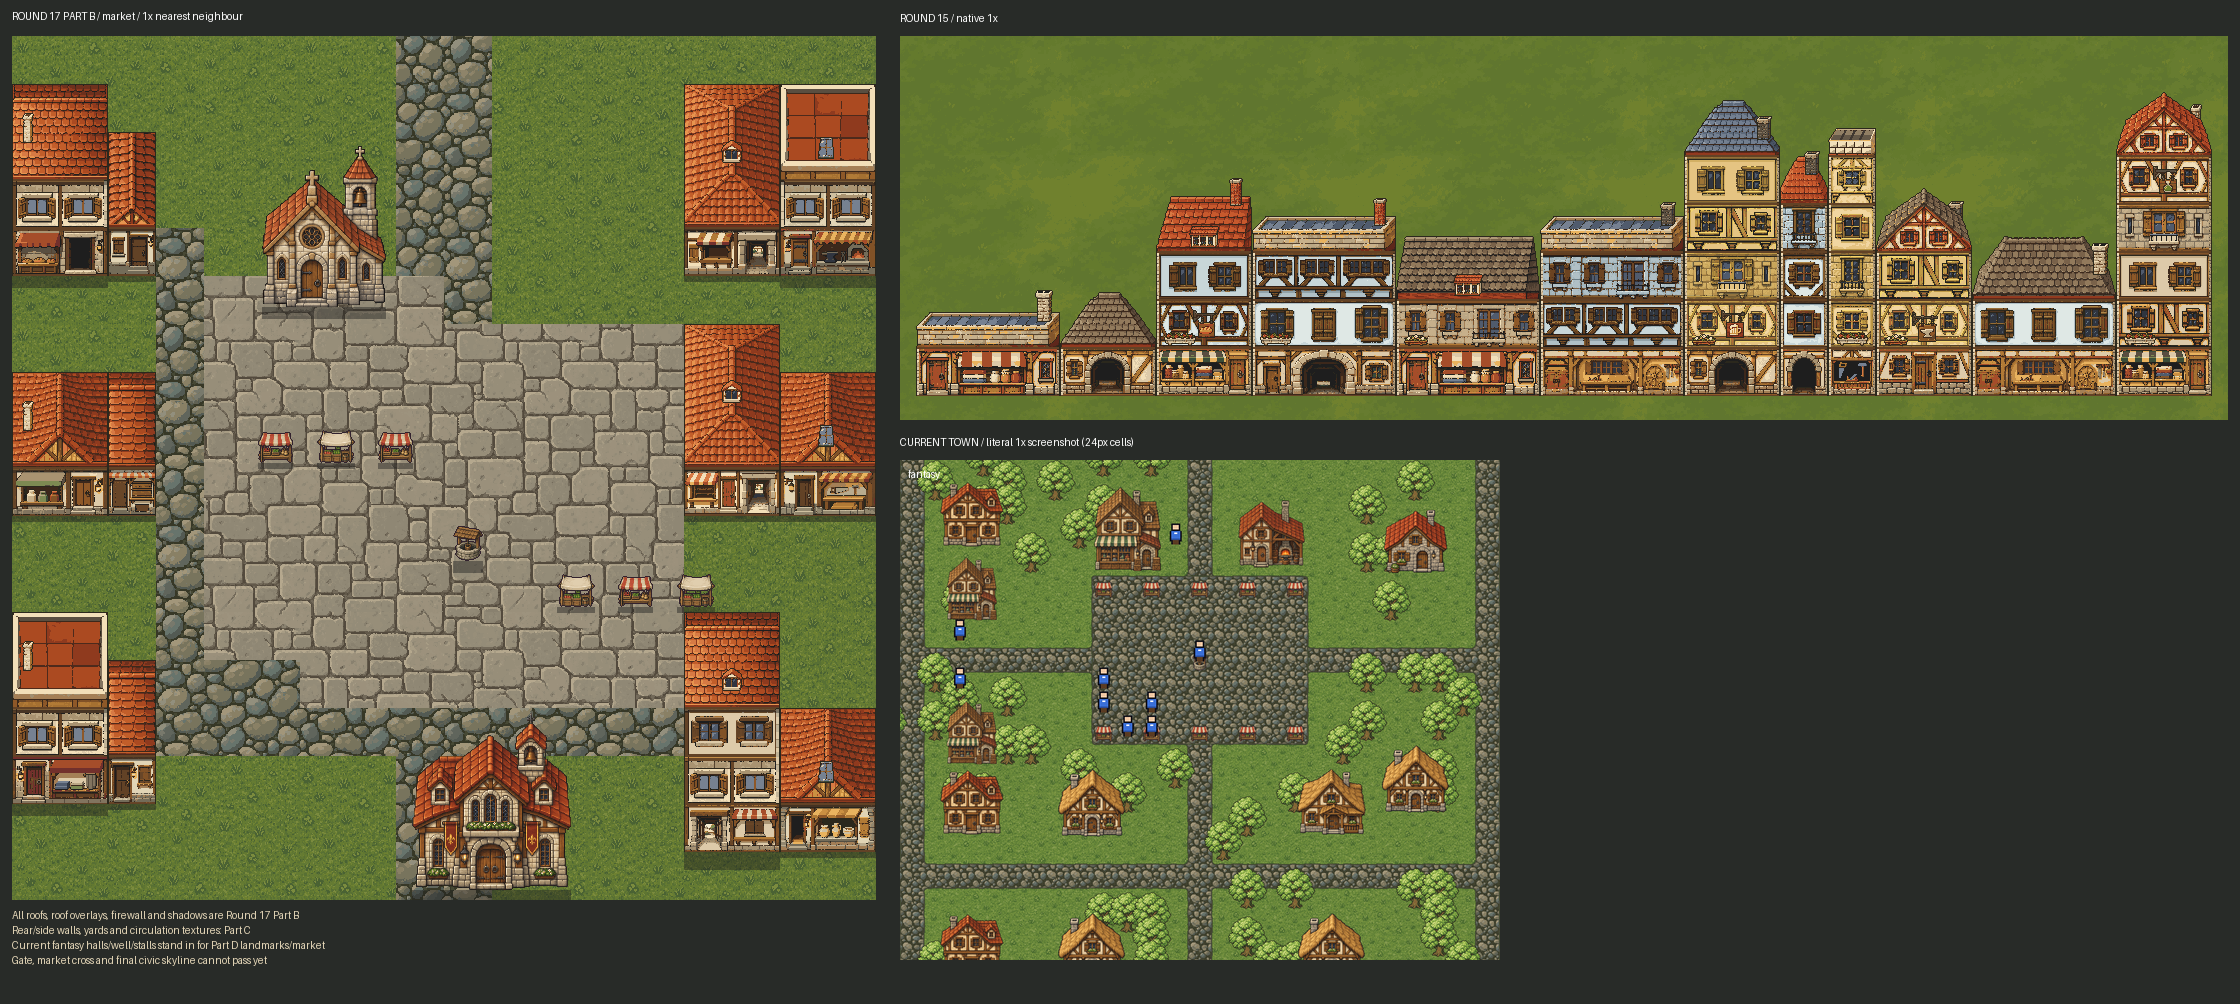 ROUND 17 PART B / market / 1x nearest neighbour
ROUND 15 / native 1x
CURRENT TOWN / literal 1x screenshot (24px cells)
fantasy
All roofs, roof overlays, firewall and shadows are Round 17 Part B
Rear/side walls, yards and circulation textures: Part C
Current fantasy halls/well/stalls stand in for Part D landmarks/market
Gate, market cross and final civic skyline cannot pass yet